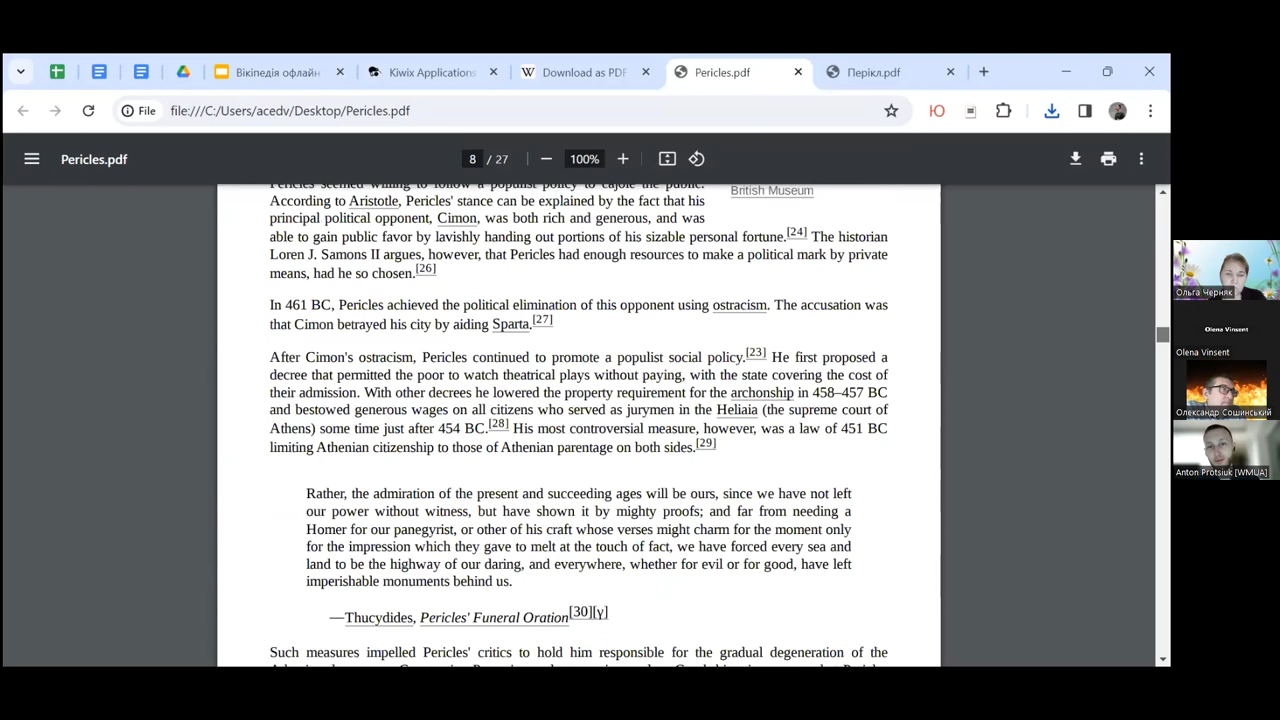 Вікіпедія офлайн
Kiwix Applications
W Download as PDF
Pericles.pdf
Перікл.pdf
File file:///C:/Users/acedv/Desktop/Pericles.pdf
Ю
Pericles.pdf
8 / 27
100%
Pericles seemed willing to follow a populist policy to cajole the public.
British Museum
According to Aristotle, Pericles' stance can be explained by the fact that his
principal political opponent, Cimon, was both rich and generous, and was
able to gain public favor by lavishly handing out portions of his sizable personal fortune.[24] The historian
Loren J. Samons II argues, however, that Pericles had enough resources to make a political mark by private
means, had he so chosen.[26]
In 461 BC, Pericles achieved the political elimination of this opponent using ostracism. The accusation was
that Cimon betrayed his city by aiding Sparta.[27]
After Cimon's ostracism, Pericles continued to promote a populist social policy.[23] He first proposed a
decree that permitted the poor to watch theatrical plays without paying, with the state covering the cost of
their admission. With other decrees he lowered the property requirement for the archonship in 458–457 BC
and bestowed generous wages on all citizens who served as jurymen in the Heliaia (the supreme court of
Athens) some time just after 454 BC.[28] His most controversial measure, however, was a law of 451 BC
limiting Athenian citizenship to those of Athenian parentage on both sides.[29]
Rather, the admiration of the present and succeeding ages will be ours, since we have not left
our power without witness, but have shown it by mighty proofs; and far from needing a
Homer for our panegyrist, or other of his craft whose verses might charm for the moment only
for the impression which they gave to melt at the touch of fact, we have forced every sea and
land to be the highway of our daring, and everywhere, whether for evil or for good, have left
imperishable monuments behind us.
—Thucydides, Pericles' Funeral Oration[30][γ]
Such measures impelled Pericles' critics to hold him responsible for the gradual degeneration of the
Ольга Черняк
Olena Vinsent
Olena Vinsent
Олександр Сошинський
Anton Protsiuk [WMUA]